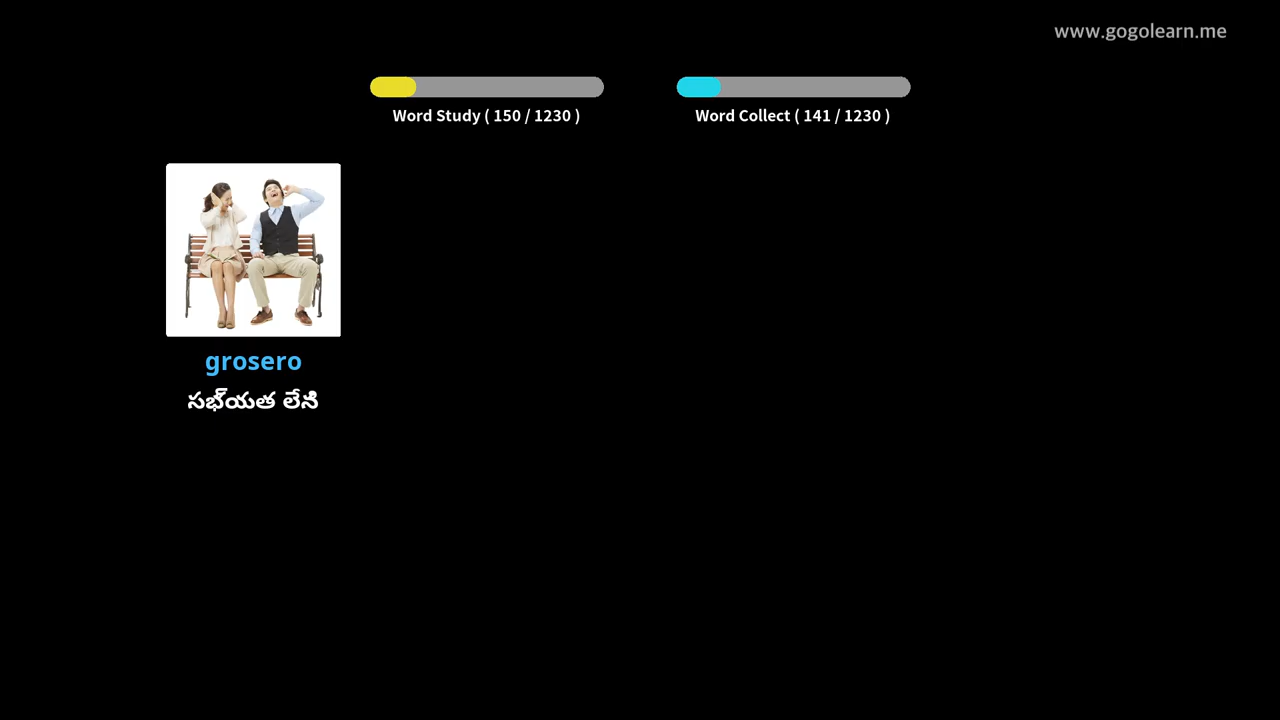 www.gogolearn.me
Word Study ( 150 / 1230 )
Word Collect ( 141 / 1230 )
grosero
సభ్యత లేని